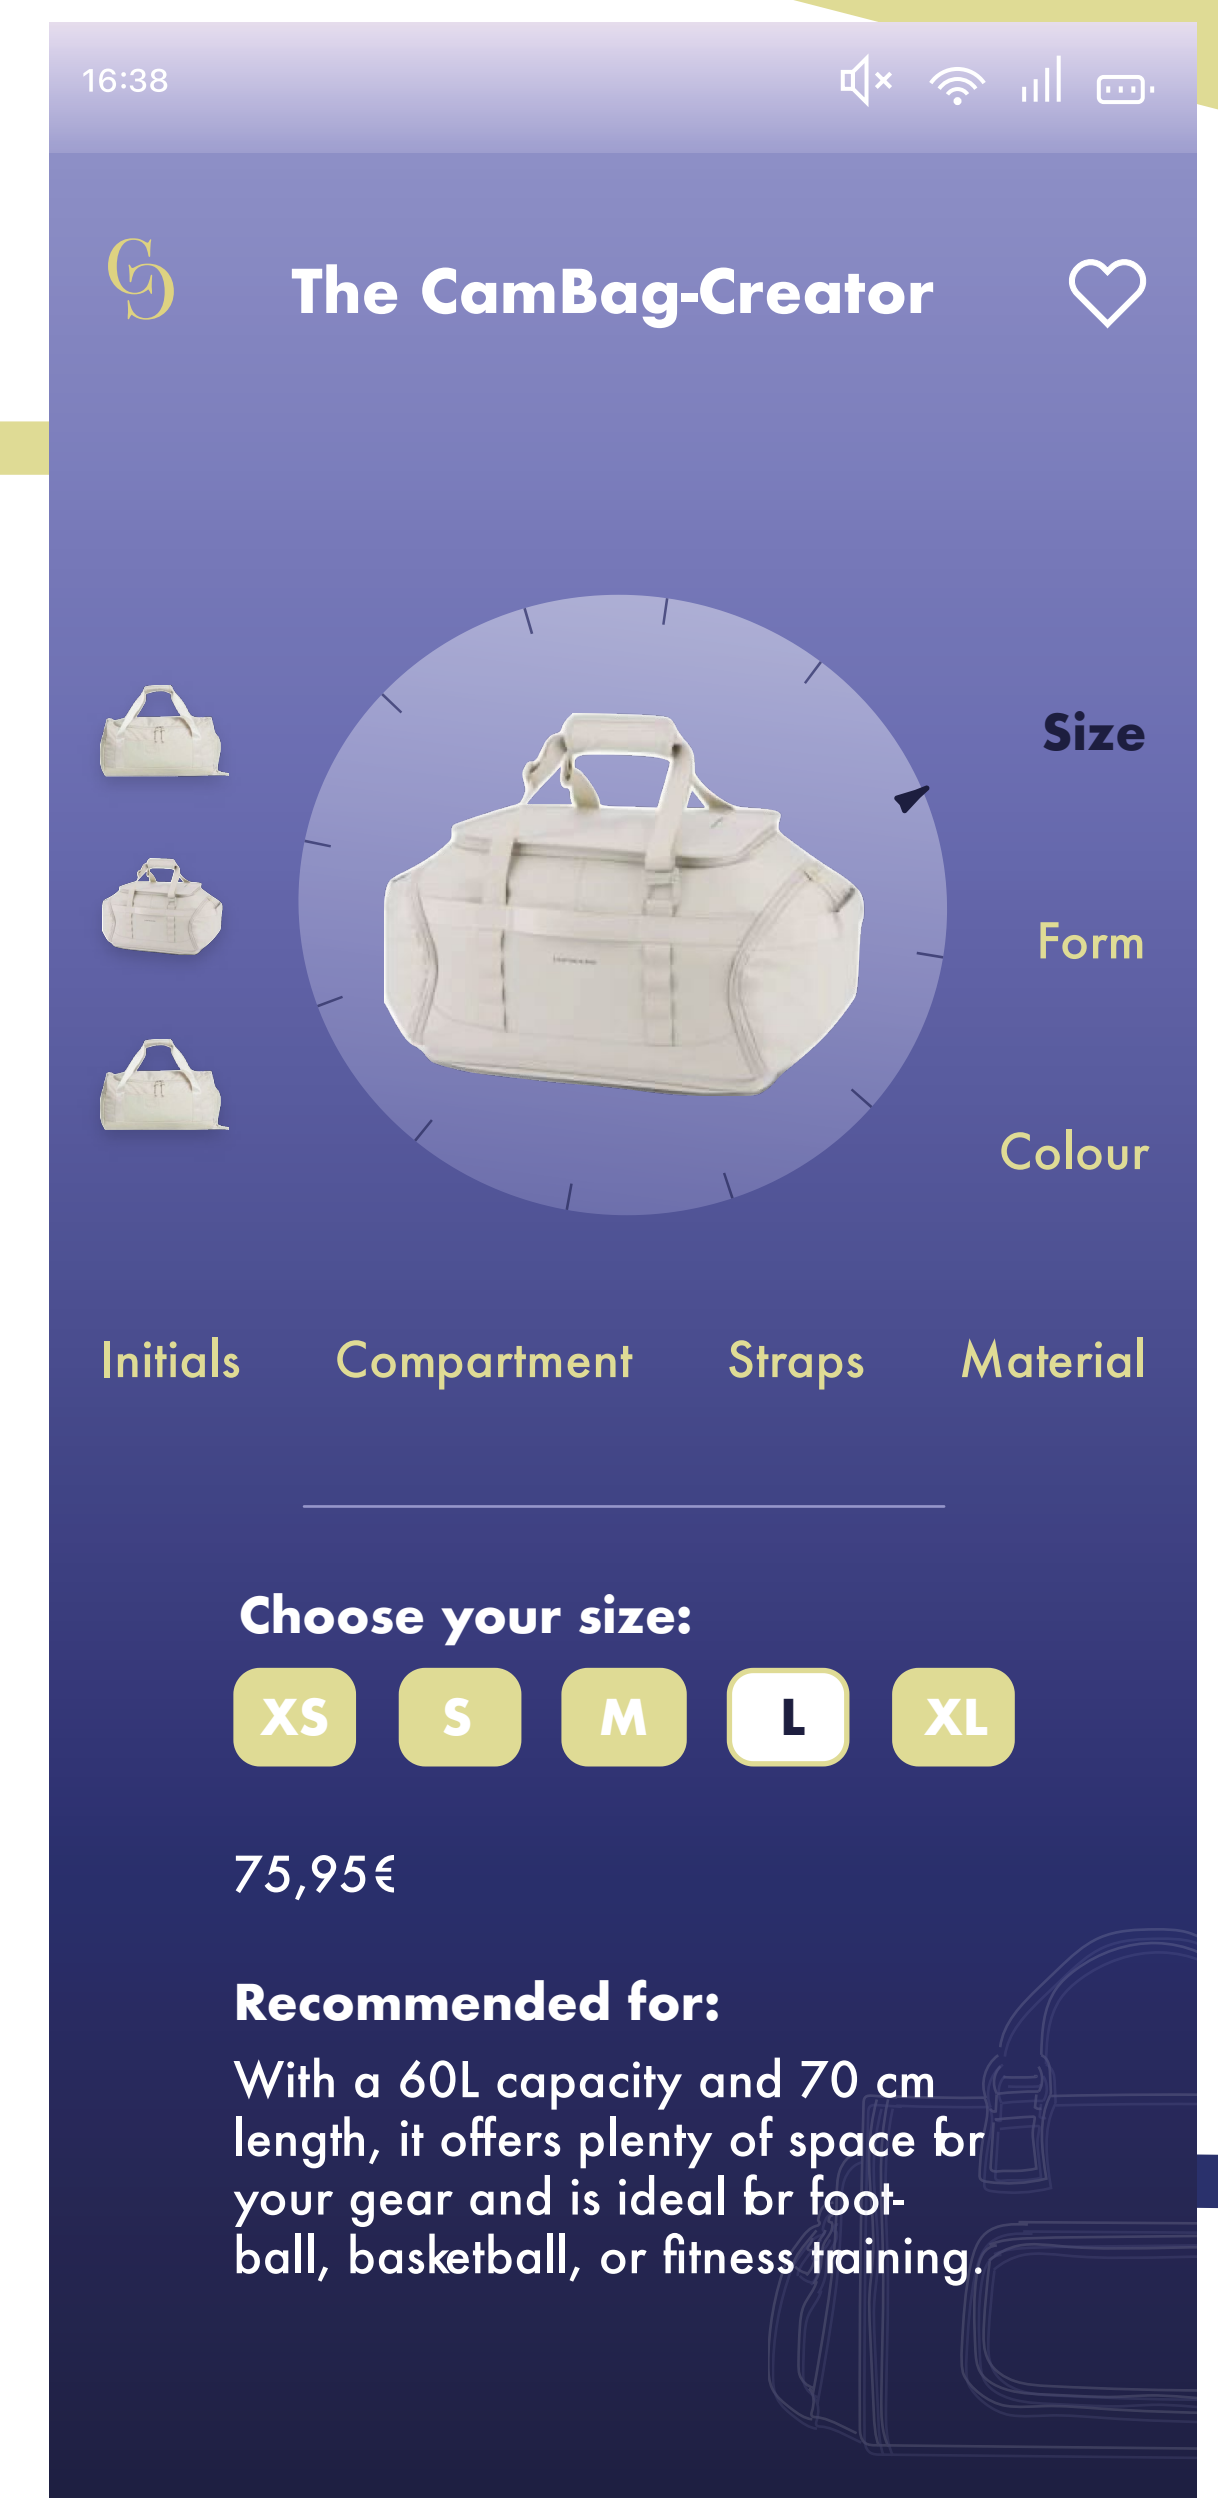 16:38
The CamBag-Creator
Size
Form
Colour
Initials Compartment Straps Material
Choose your size:
XS S M L XL
75,95€
Recommended for:
With a 60L capacity and 70 cm
length, it offers plenty of space for
your gear and is ideal for foot-
ball, basketball, or fitness training.